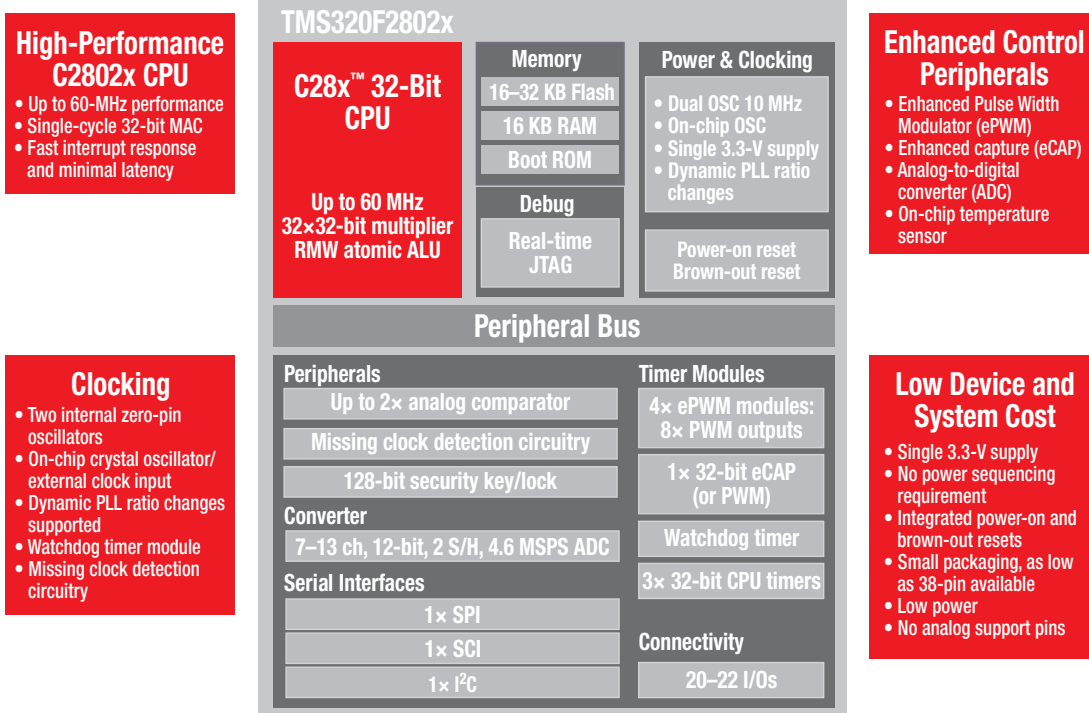 High-Performance
C2802x CPU
• Up to 60-MHz performance
• Single-cycle 32-bit MAC
• Fast interrupt response
and minimal latency
Clocking
• Two internal zero-pin
oscillators
• On-chip crystal oscillator/
external clock input
• Dynamic PLL ratio changes
supported
• Watchdog timer module
• Missing clock detection
circuitry
TMS320F2802x
C28x™ 32-Bit
CPU
Up to 60 MHz
32×32-bit multiplier
RMW atomic ALU
Memory
16–32 KB Flash
16 KB RAM
Boot ROM
Debug
Real-time
JTAG
Power & Clocking
• Dual OSC 10 MHz
• On-chip OSC
• Single 3.3-V supply
• Dynamic PLL ratio
changes
Power-on reset
Brown-out reset
Peripheral Bus
Peripherals
Up to 2× analog comparator
Missing clock detection circuitry
128-bit security key/lock
Converter
7–13 ch, 12-bit, 2 S/H, 4.6 MSPS ADC
Serial Interfaces
1× SPI
1× SCI
1× I²C
Timer Modules
4× ePWM modules:
8× PWM outputs
1× 32-bit eCAP
(or PWM)
Watchdog timer
3× 32-bit CPU timers
Connectivity
20–22 I/Os
Enhanced Control
Peripherals
• Enhanced Pulse Width
Modulator (ePWM)
• Enhanced capture (eCAP)
• Analog-to-digital
converter (ADC)
• On-chip temperature
sensor
Low Device and
System Cost
• Single 3.3-V supply
• No power sequencing
requirement
• Integrated power-on and
brown-out resets
• Small packaging, as low
as 38-pin available
• Low power
• No analog support pins